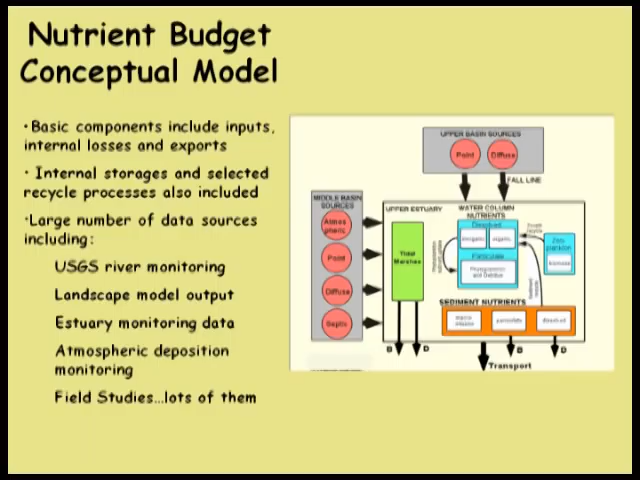 Nutrient Budget
Conceptual Model
•Basic components include inputs,
internal losses and exports
• Internal storages and selected
recycle processes also included
•Large number of data sources
including:
USGS river monitoring
Landscape model output
Estuary monitoring data
Atmospheric deposition
monitoring
Field Studies...lots of them
UPPER BASIN SOURCES
Point
Diffuse
FALL LINE
MIDDLE BASIN
SOURCES
Atmos
pheric
Point
Diffuse
Septic
UPPER ESTUARY
WATER COLUMN
NUTRIENTS
Dissolved
inorganic
organic
Particulate
Phytoplankton
and Detritus
Tidal
Marshes
Zoo
plankton
biomass
SEDIMENT NUTRIENTS
particulate
dissolved
B
D
B
D
Transport